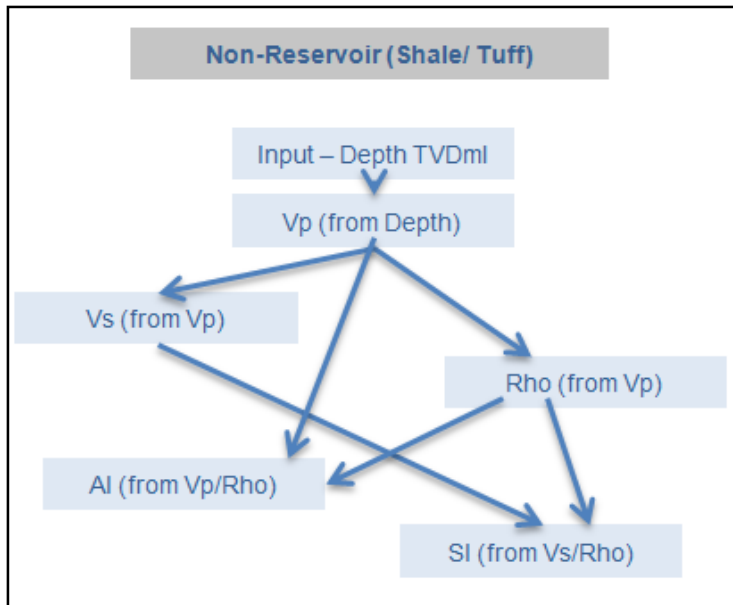 Non-Reservoir (Shale/ Tuff)
Input – Depth TVDml
Vp (from Depth)
Vs (from Vp)
Rho (from Vp)
AI (from Vp/Rho)
SI (from Vs/Rho)